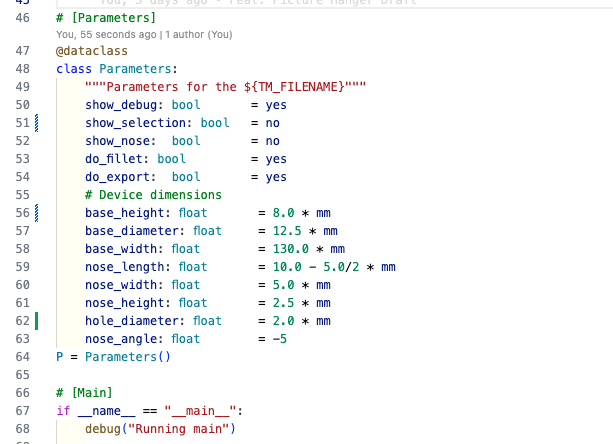 45 You, 3 days ago • feat: Picture Hanger Draft
46 # [Parameters]
You, 55 seconds ago | 1 author (You)
47 @dataclass
48 class Parameters:
49     """Parameters for the ${TM_FILENAME}"""
50     show_debug: bool       = yes
51     show_selection: bool   = no
52     show_nose:  bool       = no
53     do_fillet: bool        = yes
54     do_export:  bool       = yes
55     # Device dimensions
56     base_height: float      = 8.0 * mm
57     base_diameter: float    = 12.5 * mm
58     base_width: float       = 130.0 * mm
59     nose_length: float      = 10.0 - 5.0/2 * mm
60     nose_width: float       = 5.0 * mm
61     nose_height: float      = 2.5 * mm
62     hole_diameter: float    = 2.0 * mm
63     nose_angle: float       = -5
64 P = Parameters()
65
66 # [Main]
67 if __name__ == "__main__":
68     debug("Running main")